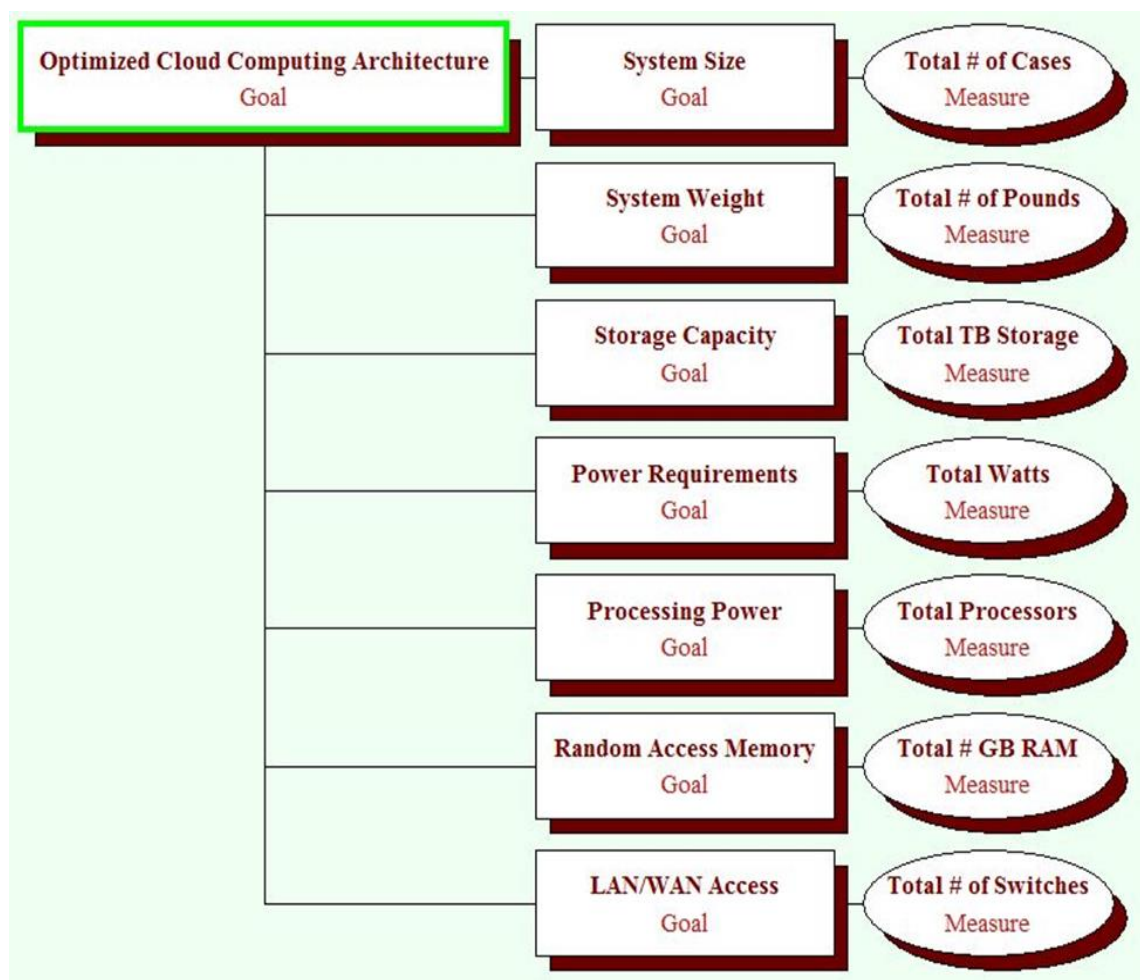 Optimized Cloud Computing Architecture
Goal
System Size
Goal
Total # of Cases
Measure
System Weight
Goal
Total # of Pounds
Measure
Storage Capacity
Goal
Total TB Storage
Measure
Power Requirements
Goal
Total Watts
Measure
Processing Power
Goal
Total Processors
Measure
Random Access Memory
Goal
Total # GB RAM
Measure
LAN/WAN Access
Goal
Total # of Switches
Measure